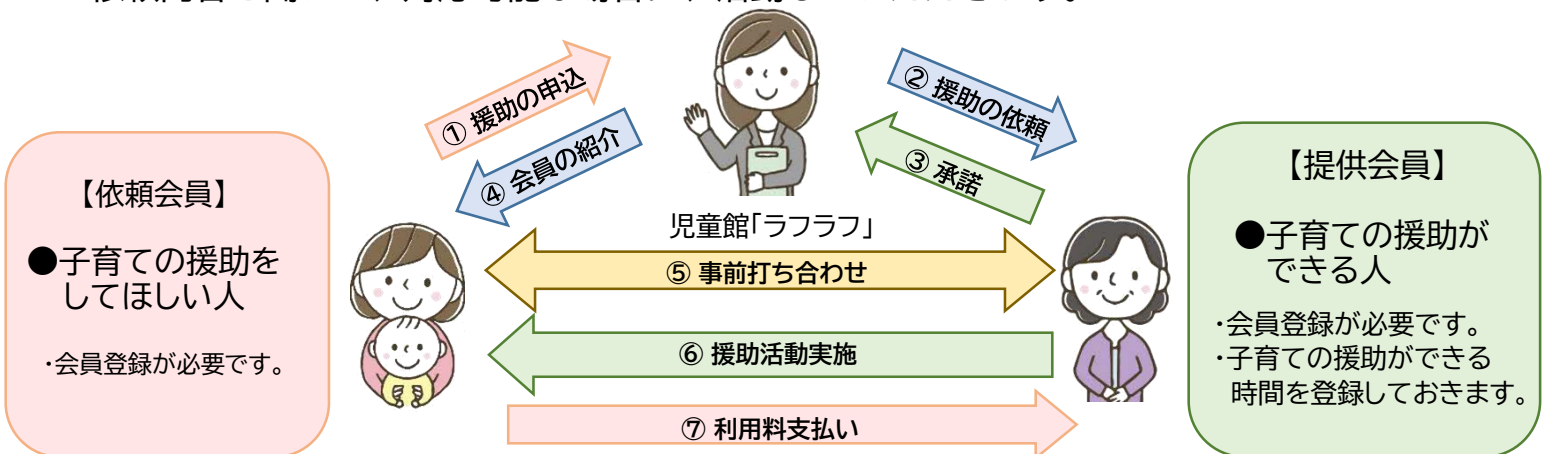 ① 援助の申込
② 援助の依頼
③ 承諾
④ 会員の紹介
児童館「ラフラフ」
【依頼会員】
●子育ての援助を
してほしい人
・会員登録が必要です。
⑤ 事前打ち合わせ
⑥ 援助活動実施
⑦ 利用料支払い
【提供会員】
●子育ての援助が
できる人
・会員登録が必要です。
・子育ての援助ができる
時間を登録しておきます。